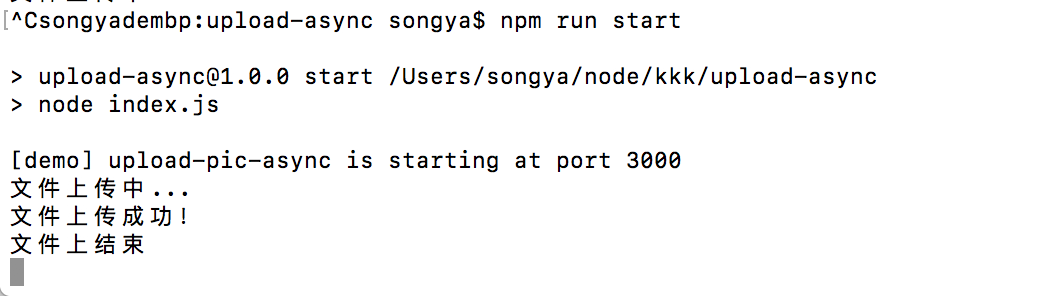 [^Csongyadembp:upload-async songya$ npm run start
> upload-async@1.0.0 start /Users/songya/node/kkk/upload-async
> node index.js
[demo] upload-pic-async is starting at port 3000
文件上传中...
文件上传成功!
文件上结束